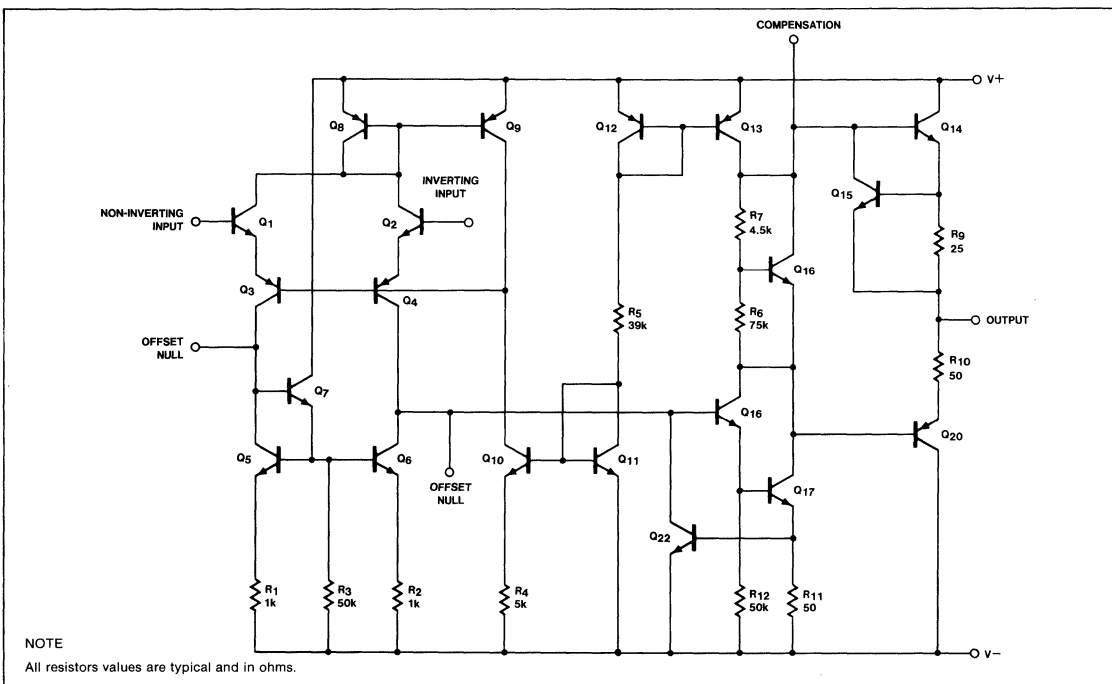 COMPENSATION
V+
Q8
Q9
Q12
Q13
Q14
INVERTING
INPUT
Q15
NON-INVERTING
INPUT
Q1
Q2
R7
4.5k
R9
25
Q16
Q3
Q4
R5
39k
R6
75k
OUTPUT
OFFSET
NULL
R10
50
Q7
Q16
Q20
Q5
Q6
Q10
Q11
OFFSET
NULL
Q17
Q22
R1
1k
R3
50k
R2
1k
R4
5k
R12
50k
R11
50
V−
NOTE
All resistors values are typical and in ohms.